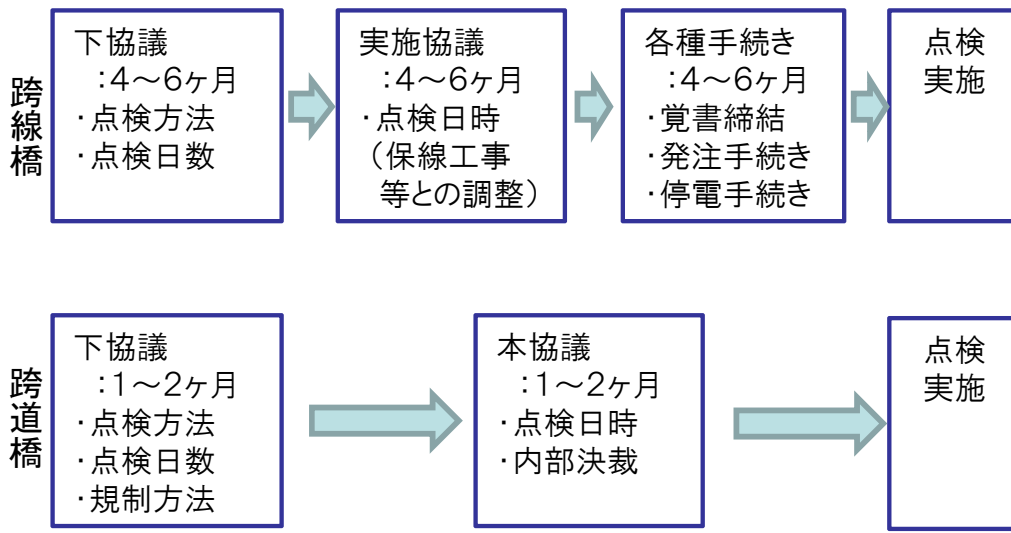 跨線橋
下協議
:4～6ヶ月
・点検方法
・点検日数
実施協議
:4～6ヶ月
・点検日時
（保線工事
等との調整）
各種手続き
:4～6ヶ月
・覚書締結
・発注手続き
・停電手続き
点検
実施
跨道橋
下協議
:1～2ヶ月
・点検方法
・点検日数
・規制方法
本協議
:1～2ヶ月
・点検日時
・内部決裁
点検
実施